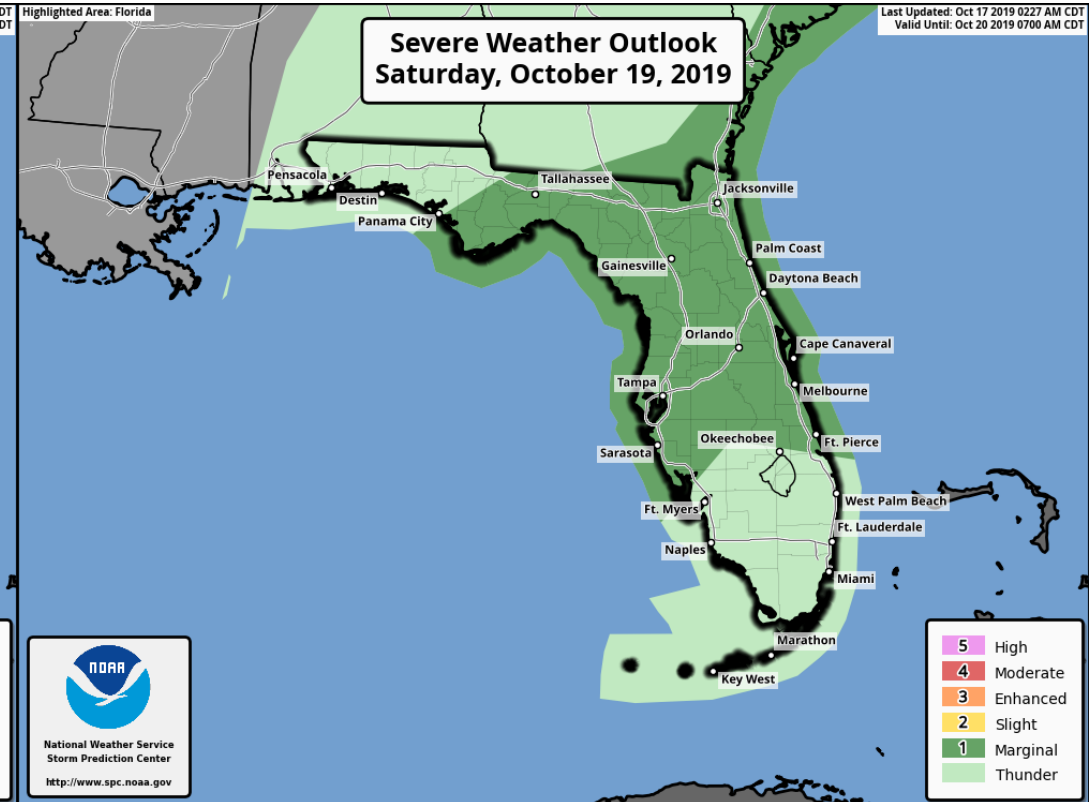 DT
DT
Highlighted Area: Florida
Last Updated: Oct 17 2019 0227 AM CDT
Valid Until: Oct 20 2019 0700 AM CDT
Severe Weather Outlook
Saturday, October 19, 2019
Pensacola
Destin
Panama City
Tallahassee
Jacksonville
Palm Coast
Gainesville
Daytona Beach
Orlando
Cape Canaveral
Tampa
Melbourne
Okeechobee
Ft. Pierce
Sarasota
West Palm Beach
Ft. Myers
Ft. Lauderdale
Naples
Miami
Marathon
Key West
NOAA
National Weather Service
Storm Prediction Center
http://www.spc.noaa.gov
5 High
4 Moderate
3 Enhanced
2 Slight
1 Marginal
Thunder